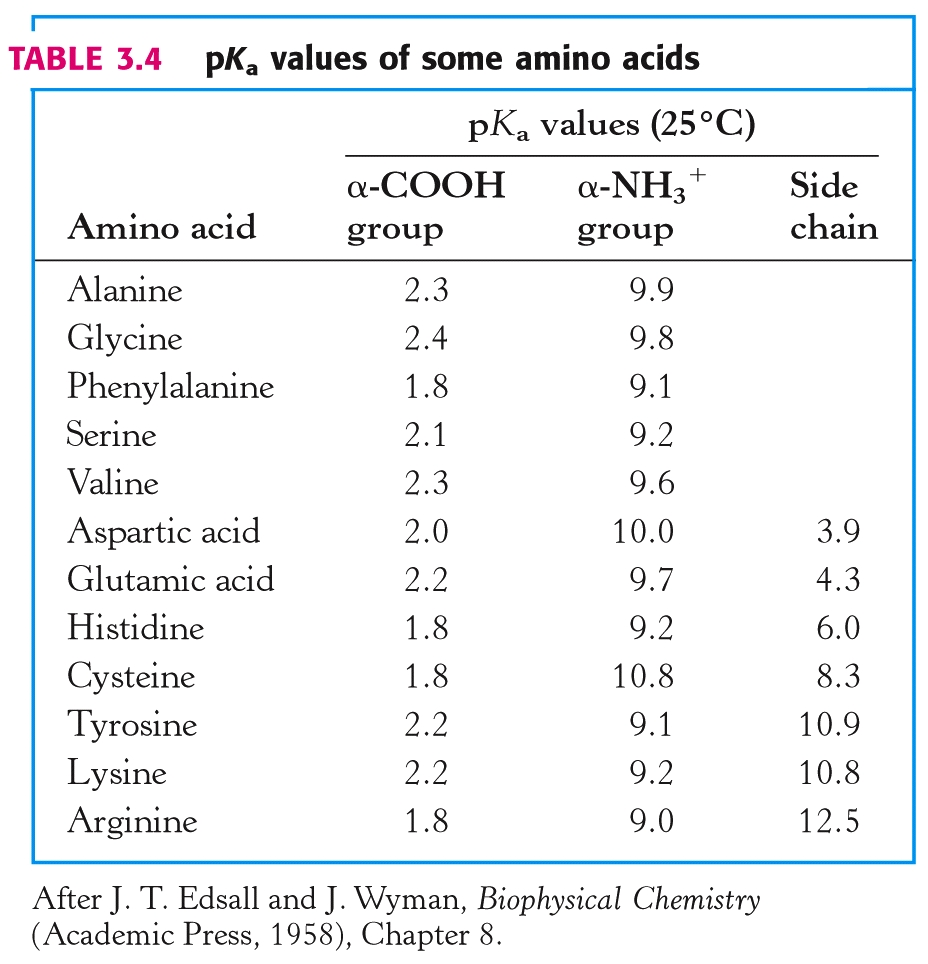 TABLE 3.4 pKₐ values of some amino acids
pKₐ values (25°C)
α-COOH α-NH₃⁺ Side
Amino acid group group chain
Alanine 2.3 9.9
Glycine 2.4 9.8
Phenylalanine 1.8 9.1
Serine 2.1 9.2
Valine 2.3 9.6
Aspartic acid 2.0 10.0 3.9
Glutamic acid 2.2 9.7 4.3
Histidine 1.8 9.2 6.0
Cysteine 1.8 10.8 8.3
Tyrosine 2.2 9.1 10.9
Lysine 2.2 9.2 10.8
Arginine 1.8 9.0 12.5
After J. T. Edsall and J. Wyman, Biophysical Chemistry
(Academic Press, 1958), Chapter 8.